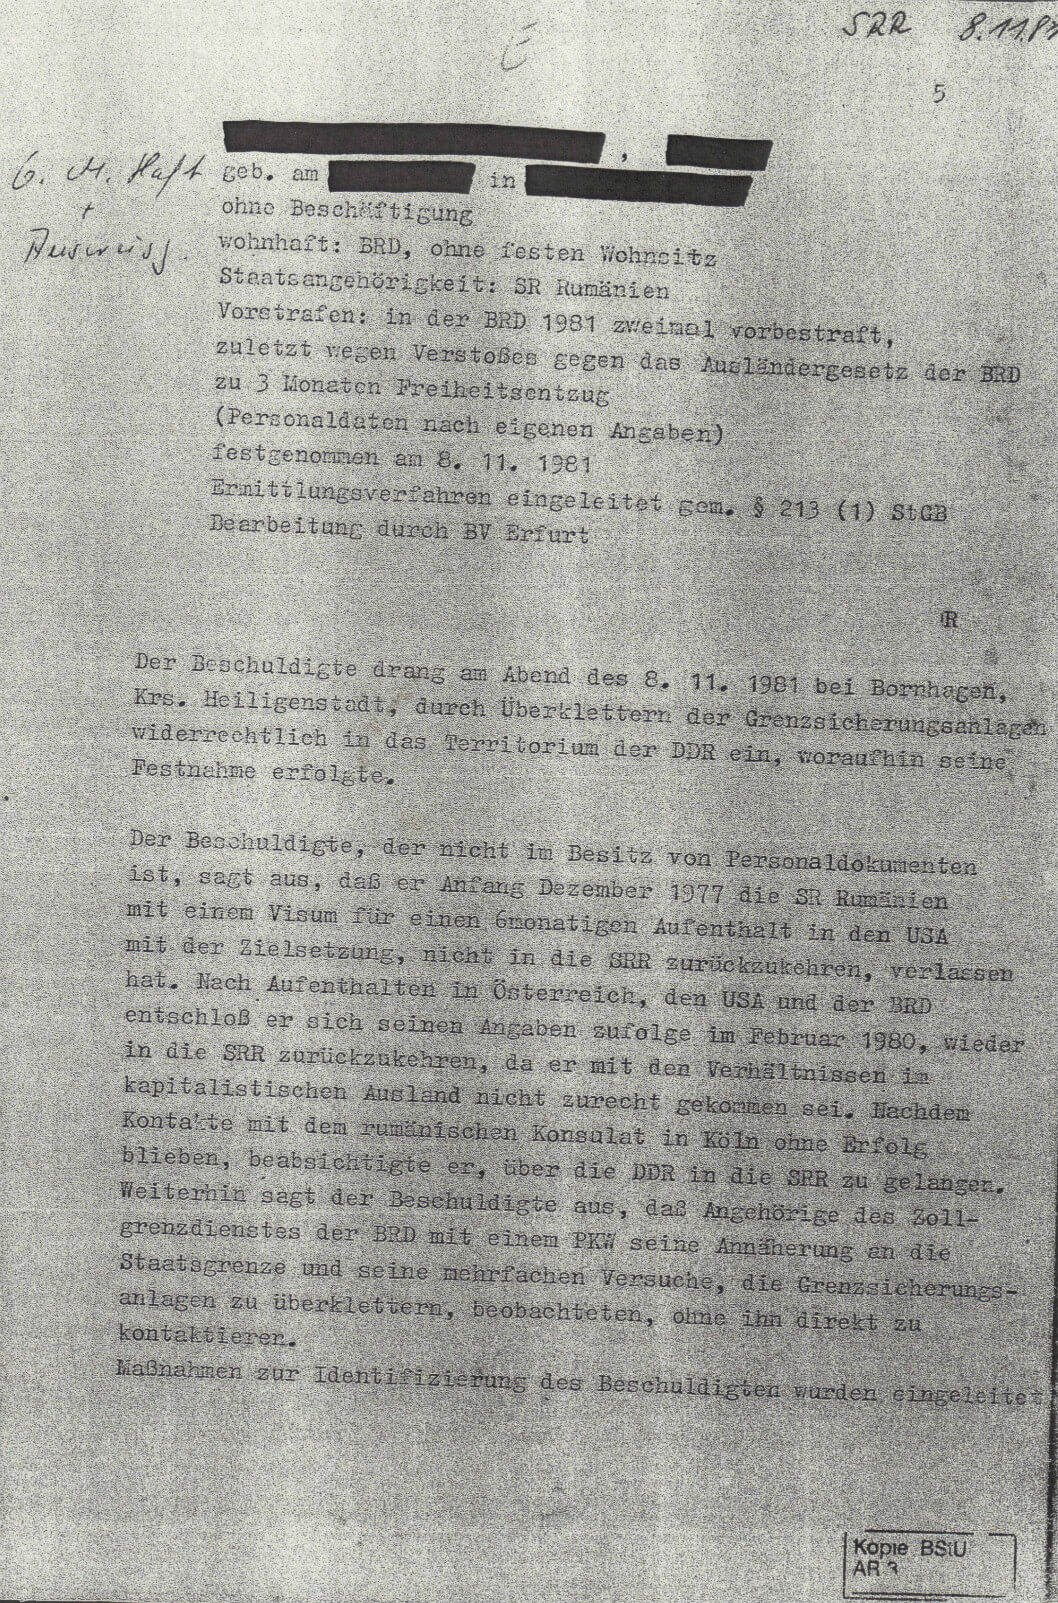 SRR 8.11.81
5
6. M. Haft
+
Ausweisg.
,
geb. am in
ohne Beschäftigung
wohnhaft: BRD, ohne festen Wohnsitz
Staatsangehörigkeit: SR Rumänien
Vorstrafen: in der BRD 1981 zweimal vorbestraft,
zuletzt wegen Verstoßes gegen das Ausländergesetz der BRD
zu 3 Monaten Freiheitsentzug
(Personaldaten nach eigenen Angaben)
festgenommen am 8. 11. 1981
Ermittlungsverfahren eingeleitet gem. § 213 (1) StGB
Bearbeitung durch BV Erfurt
R
Der Beschuldigte drang am Abend des 8. 11. 1981 bei Bornhagen,
Krs. Heiligenstadt, durch Überklettern der Grenzsicherungsanlagen
widerrechtlich in das Territorium der DDR ein, woraufhin seine
Festnahme erfolgte.
Der Beschuldigte, der nicht im Besitz von Personaldokumenten
ist, sagt aus, daß er Anfang Dezember 1977 die SR Rumänien
mit einem Visum für einen 6monatigen Aufenthalt in den USA
mit der Zielsetzung, nicht in die SRR zurückzukehren, verlassen
hat. Nach Aufenthalten in Österreich, den USA und der BRD
entschloß er sich seinen Angaben zufolge im Februar 1980, wieder
in die SRR zurückzukehren, da er mit den Verhältnissen im
kapitalistischen Ausland nicht zurecht gekommen sei. Nachdem
Kontakte mit dem rumänischen Konsulat in Köln ohne Erfolg
blieben, beabsichtigte er, über die DDR in die SRR zu gelangen.
Weiterhin sagt der Beschuldigte aus, daß Angehörige des Zoll-
grenzdienstes der BRD mit einem PKW seine Annäherung an die
Staatsgrenze und seine mehrfachen Versuche, die Grenzsicherungs-
anlagen zu überklettern, beobachteten, ohne ihn direkt zu
kontaktieren.
Maßnahmen zur Identifizierung des Beschuldigten wurden eingeleitet
Kopie BStU
AR 3